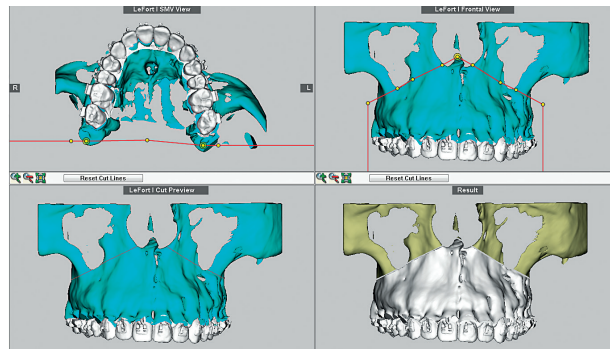 LeFort I SMV View
R
L
LeFort I Frontal View
Reset Cut Lines
Reset Cut Lines
LeFort I Cut Preview
Result